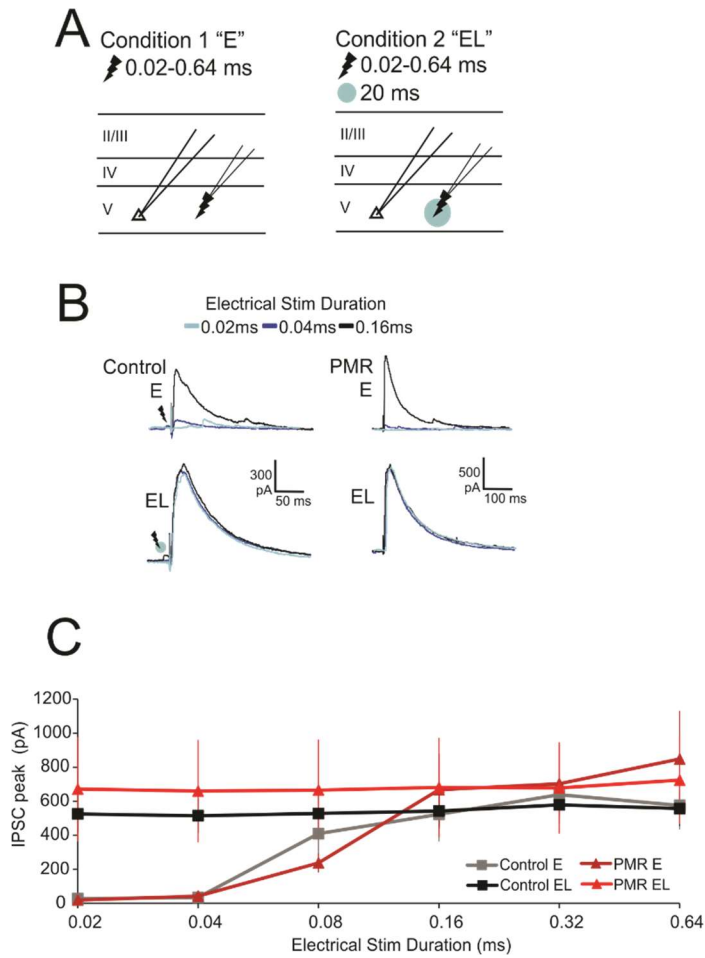 A
Condition 1 “E”
0.02-0.64 ms
II/III
IV
V
Condition 2 “EL”
0.02-0.64 ms
20 ms
II/III
IV
V
B
Electrical Stim Duration
0.02ms 0.04ms 0.16ms
Control
E
PMR
E
EL
300
pA
50 ms
EL
500
pA
100 ms
C
IPSC peak (pA)
1200
1000
800
600
400
200
0
Control E
PMR E
Control EL
PMR EL
0.02 0.04 0.08 0.16 0.32 0.64
Electrical Stim Duration (ms)